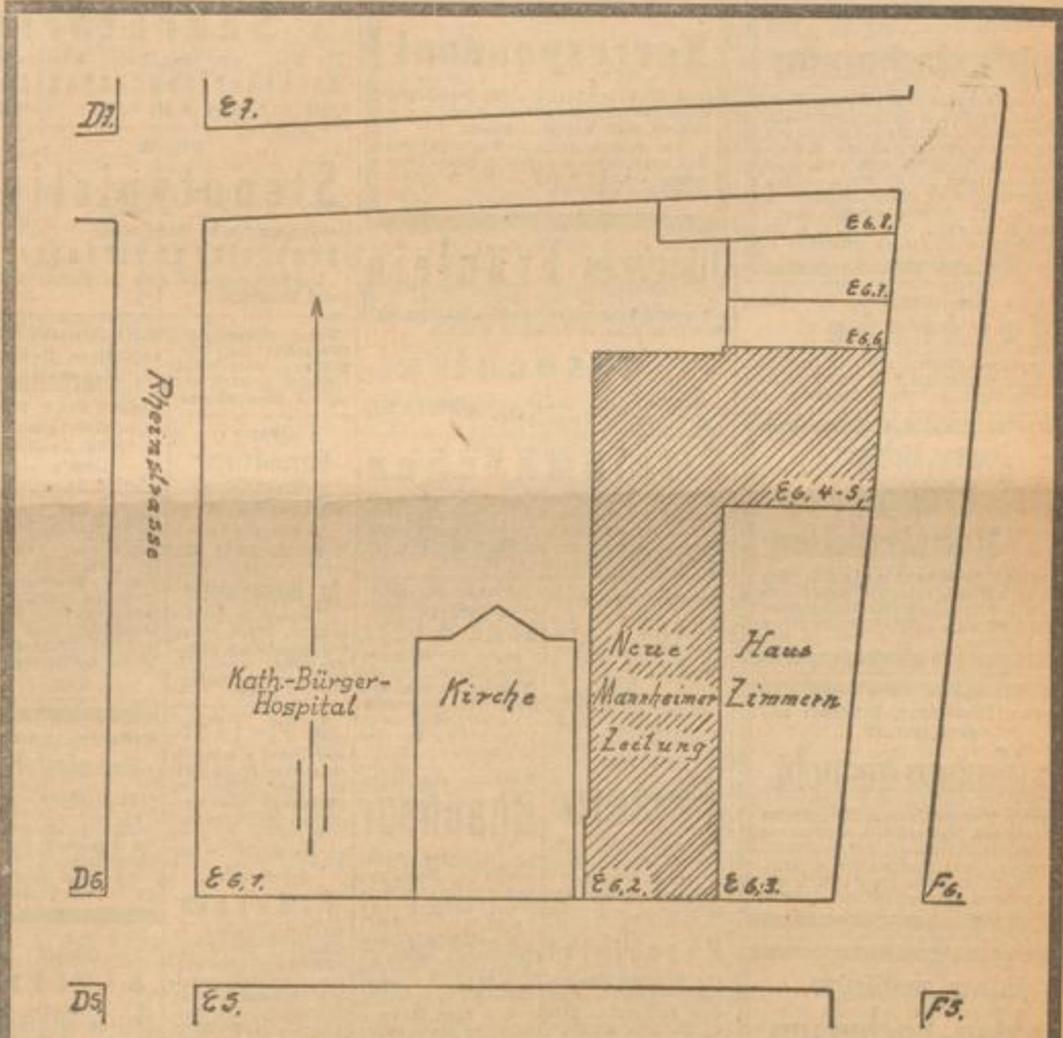 D7.
E7.
E6.8.
E6.7.
E6,6.
Rheinstrasse
E6, 4-5.
Kath.-Bürger-
Hospital
Kirche
Neue
Mannheimer
Zeitung
Haus
Zimmern
D6.
E6,1.
E6,2.
E6,3.
F6.
D5.
E5.
F5.